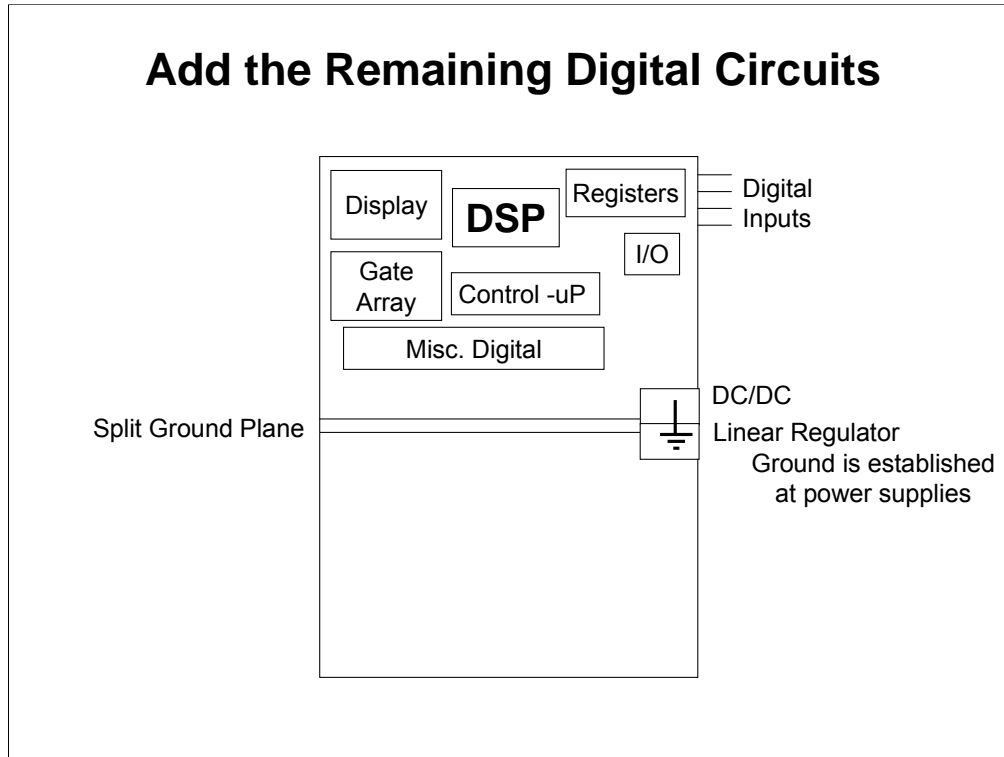 Add the Remaining Digital Circuits
Display
DSP
Registers
Digital
Inputs
I/O
Gate
Array
Control -uP
Misc. Digital
DC/DC
Split Ground Plane
Linear Regulator
Ground is established
at power supplies